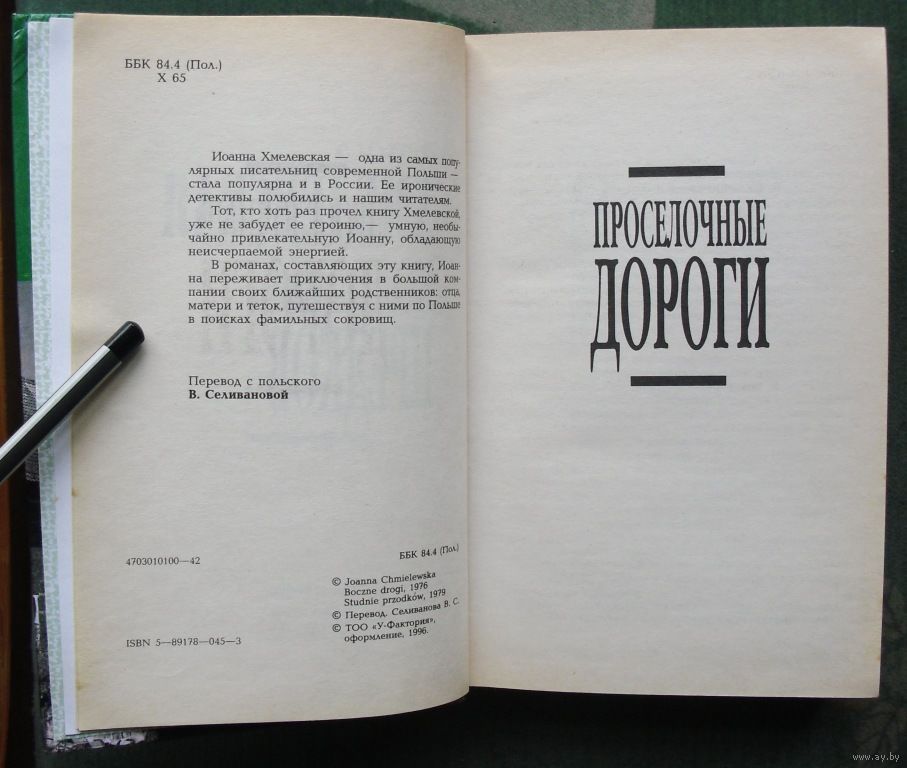 ББК 84.4 (Пол.)
Х 65
Иоанна Хмелевская — одна из самых попу-
лярных писательниц современной Польши —
стала популярна и в России. Ее иронические
детективы полюбились и нашим читателям.
Тот, кто хоть раз прочел книгу Хмелевской,
уже не забудет ее героиню,— умную, необы-
чайно привлекательную Иоанну, обладающую
неисчерпаемой энергией.
В романах, составляющих эту книгу, Иоан-
на переживает приключения в большой ком-
пании своих ближайших родственников: отца,
матери и теток, путешествуя с ними по Польше
в поисках фамильных сокровищ.
Перевод с польского
В. Селивановой
4703010100—42
ББК 84.4 (Пол.)
© Joanna Chmielewska
Boczne drogi, 1976
Studnie przodków, 1979
© Перевод. Селиванова В. С.
© ТОО «У-Фактория»,
оформление, 1996.
ISBN 5—89178—045—3
ПРОСЕЛОЧНЫЕ
ДОРОГИ
www.ay.by